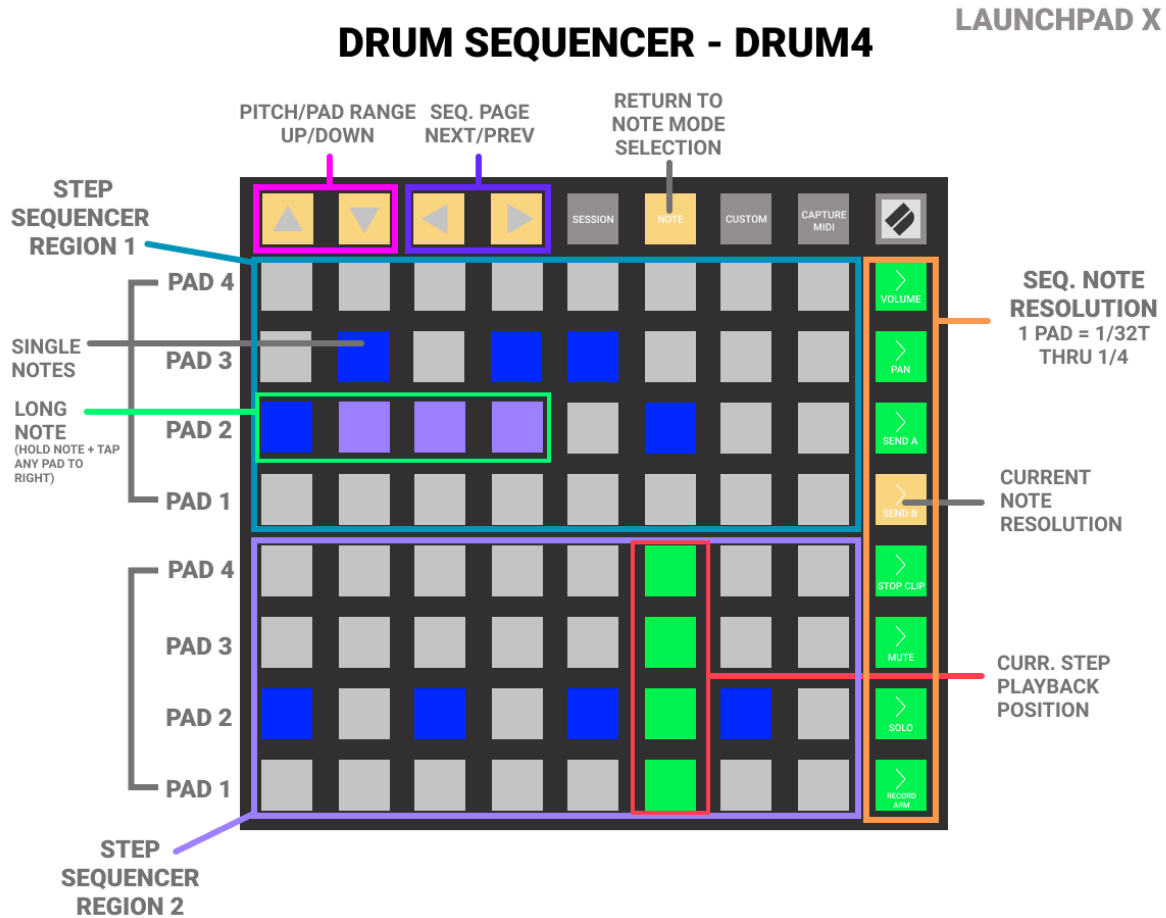 LAUNCHPAD X
DRUM SEQUENCER - DRUM4
PITCH/PAD RANGE
UP/DOWN
SEQ. PAGE
NEXT/PREV
RETURN TO
NOTE MODE
SELECTION
STEP
SEQUENCER
REGION 1
SESSION
NOTE
CUSTOM
CAPTURE
MIDI
PAD 4
VOLUME
SEQ. NOTE
RESOLUTION
1 PAD = 1/32T
THRU 1/4
SINGLE
NOTES
PAD 3
PAN
LONG
NOTE
(HOLD NOTE + TAP
ANY PAD TO
RIGHT)
PAD 2
SEND A
PAD 1
SEND B
CURRENT
NOTE
RESOLUTION
PAD 4
STOP CLIP
PAD 3
MUTE
CURR. STEP
PLAYBACK
POSITION
PAD 2
SOLO
PAD 1
RECORD
ARM
STEP
SEQUENCER
REGION 2